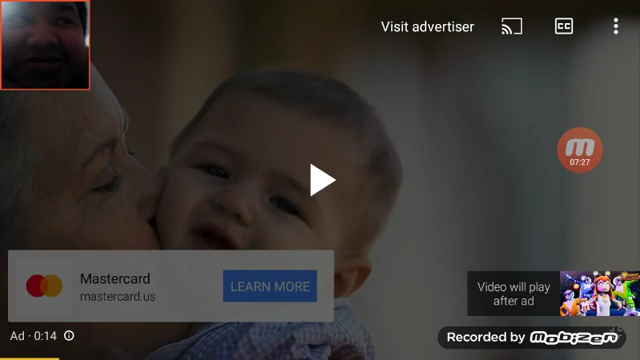 Visit advertiser
CC
m
07:27
Mastercard
mastercard.us
LEARN MORE
Video will play
after ad
Ad · 0:14
Recorded by mobizen